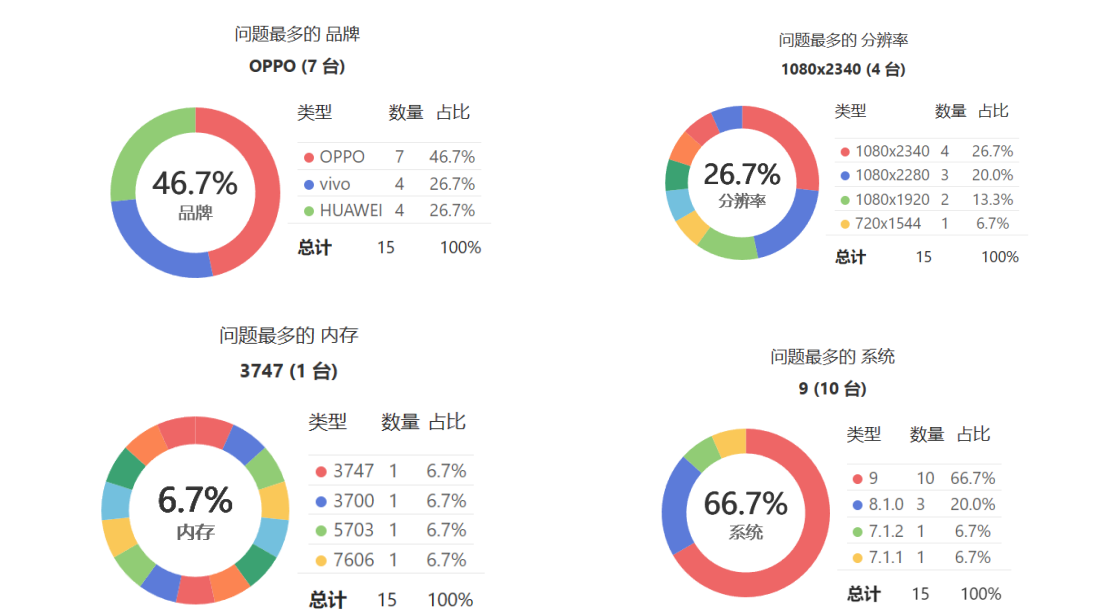 问题最多的 品牌
OPPO (7 台)
类型 数量 占比
OPPO 7 46.7%
vivo 4 26.7%
HUAWEI 4 26.7%
总计 15 100%
46.7%
品牌
问题最多的 分辨率
1080x2340 (4 台)
类型 数量 占比
1080x2340 4 26.7%
1080x2280 3 20.0%
1080x1920 2 13.3%
720x1544 1 6.7%
总计 15 100%
26.7%
分辨率
问题最多的 内存
3747 (1 台)
类型 数量 占比
3747 1 6.7%
3700 1 6.7%
5703 1 6.7%
7606 1 6.7%
总计 15 100%
6.7%
内存
问题最多的 系统
9 (10 台)
类型 数量 占比
9 10 66.7%
8.1.0 3 20.0%
7.1.2 1 6.7%
7.1.1 1 6.7%
总计 15 100%
66.7%
系统